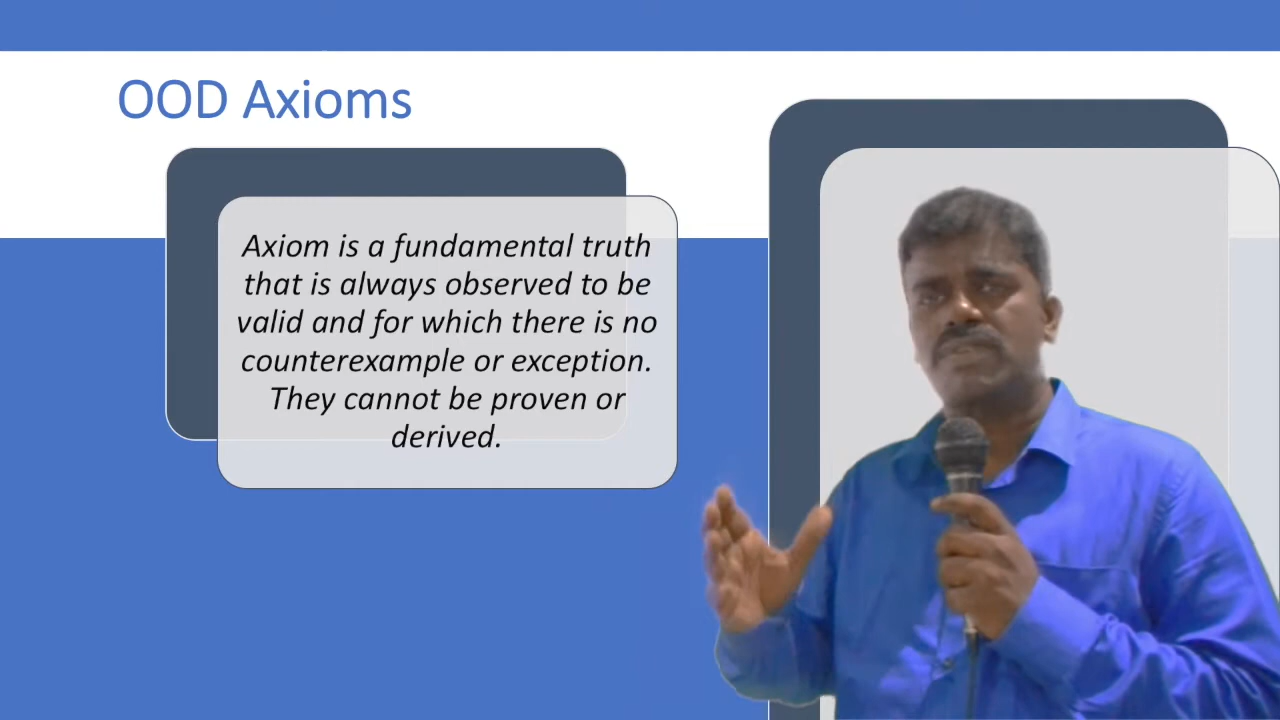 OOD Axioms
Axiom is a fundamental truth
that is always observed to be
valid and for which there is no
counterexample or exception.
They cannot be proven or
derived.